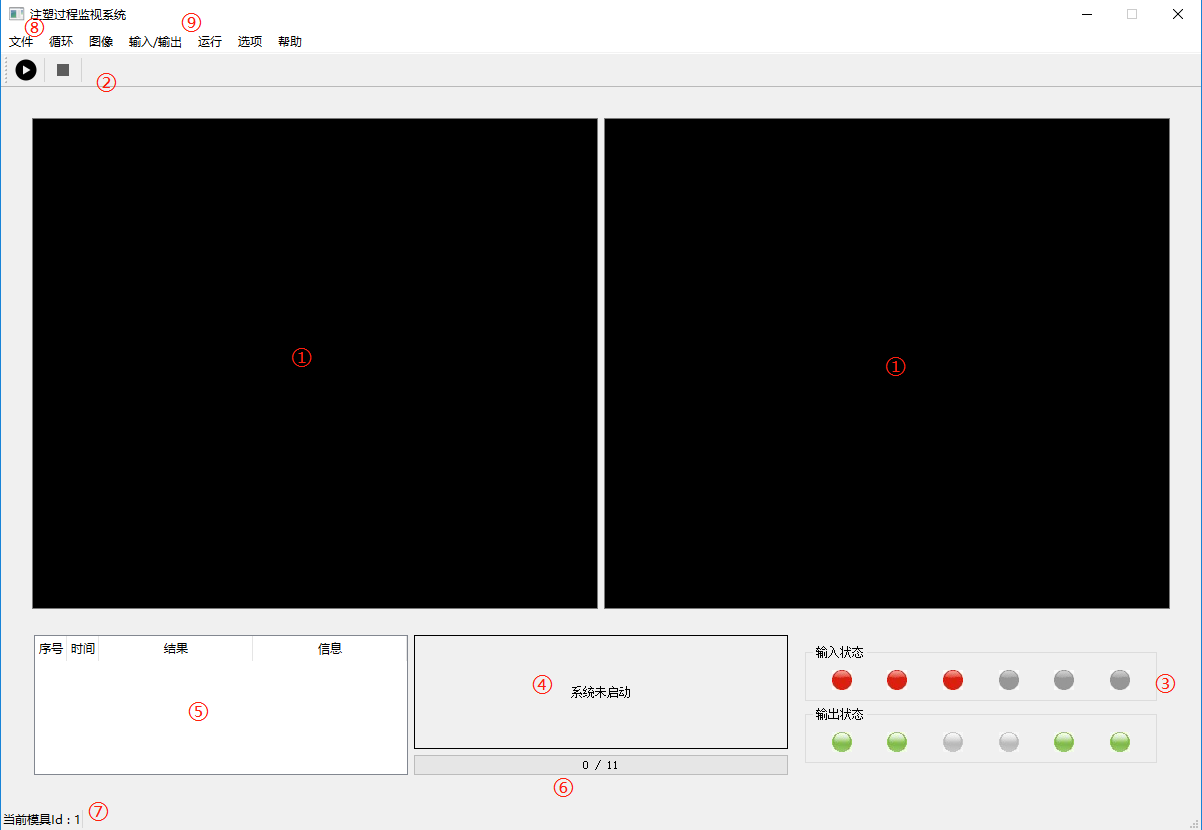 注塑过程监视系统
⑧ ⑨
文件 循环 图像 输入/输出 运行 选项 帮助
②
① ①
序号 时间 结果 信息
⑤
④ 系统未启动
0 / 11
⑥
输入状态
③
输出状态
当前模具Id : 1 ⑦